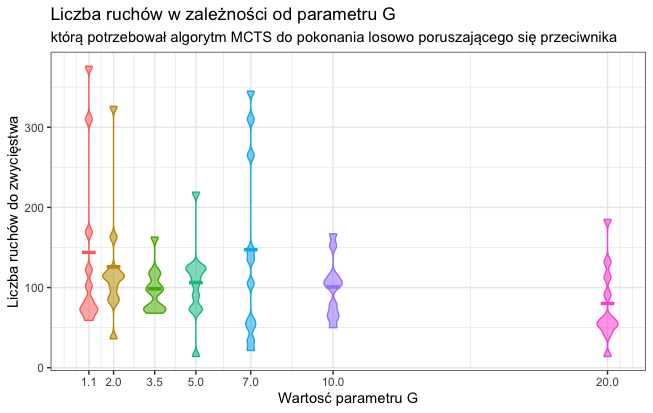 Liczba ruchów w zależności od parametru G
którą potrzebował algorytm MCTS do pokonania losowo poruszającego się przeciwnika
Liczba ruchów do zwycięstwa
300
200
100
0
1.1 2.0 3.5 5.0 7.0 10.0 20.0
Wartość parametru G